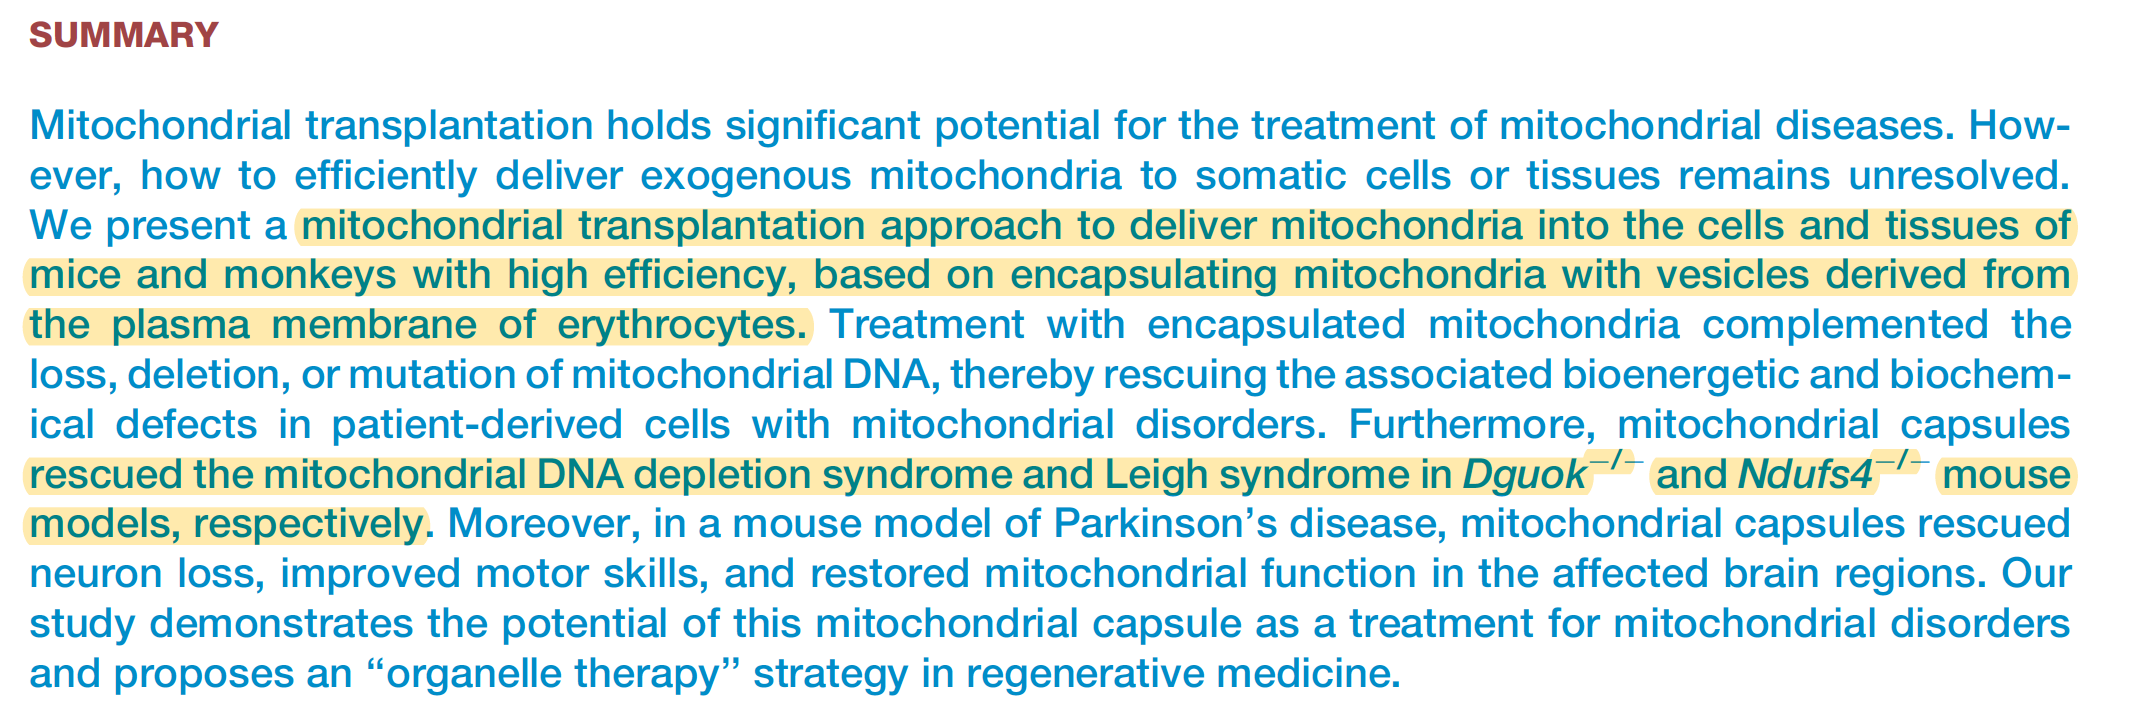 SUMMARY
Mitochondrial transplantation holds significant potential for the treatment of mitochondrial diseases. How-
ever, how to efficiently deliver exogenous mitochondria to somatic cells or tissues remains unresolved.
We present a mitochondrial transplantation approach to deliver mitochondria into the cells and tissues of
mice and monkeys with high efficiency, based on encapsulating mitochondria with vesicles derived from
the plasma membrane of erythrocytes. Treatment with encapsulated mitochondria complemented the
loss, deletion, or mutation of mitochondrial DNA, thereby rescuing the associated bioenergetic and biochem-
ical defects in patient-derived cells with mitochondrial disorders. Furthermore, mitochondrial capsules
rescued the mitochondrial DNA depletion syndrome and Leigh syndrome in Dguok−/− and Ndufs4−/− mouse
models, respectively. Moreover, in a mouse model of Parkinson’s disease, mitochondrial capsules rescued
neuron loss, improved motor skills, and restored mitochondrial function in the affected brain regions. Our
study demonstrates the potential of this mitochondrial capsule as a treatment for mitochondrial disorders
and proposes an “organelle therapy” strategy in regenerative medicine.